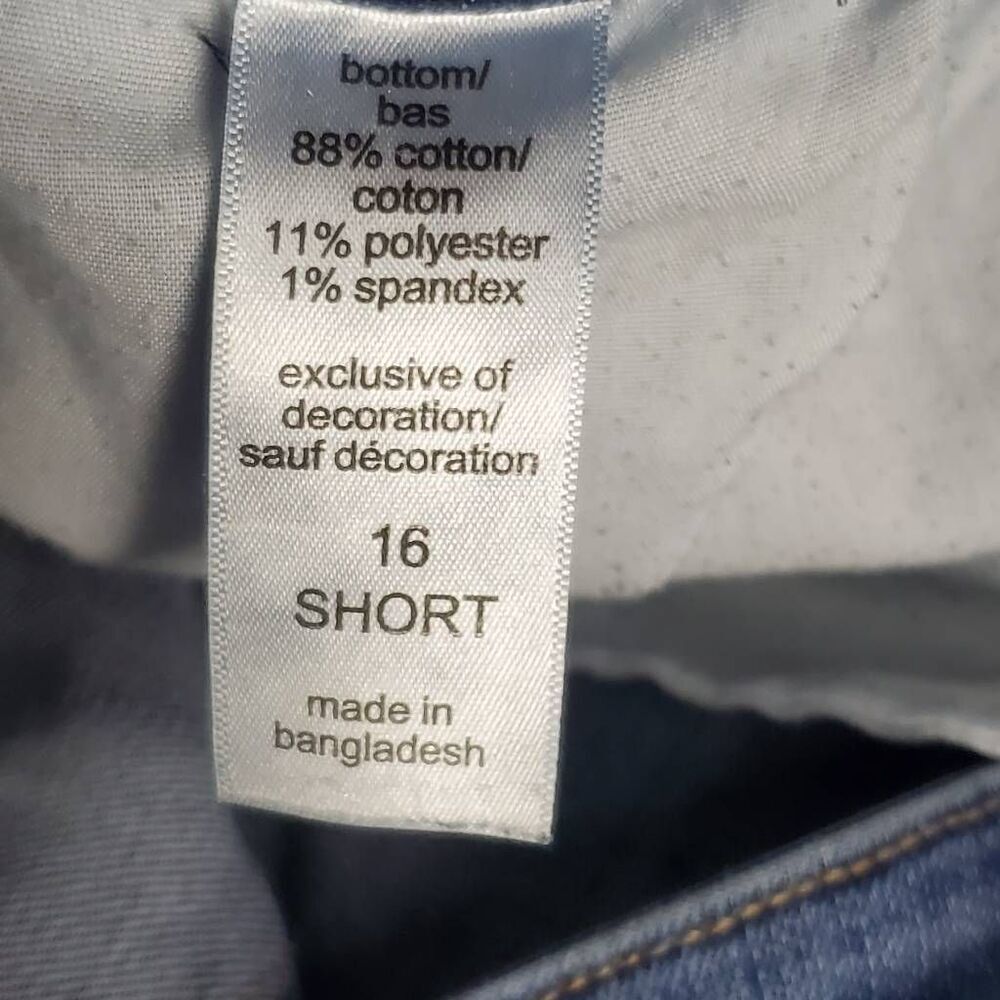 bottom/
bas
88% cotton/
coton
11% polyester
1% spandex
exclusive of
decoration/
sauf décoration
16
SHORT
made in
bangladesh